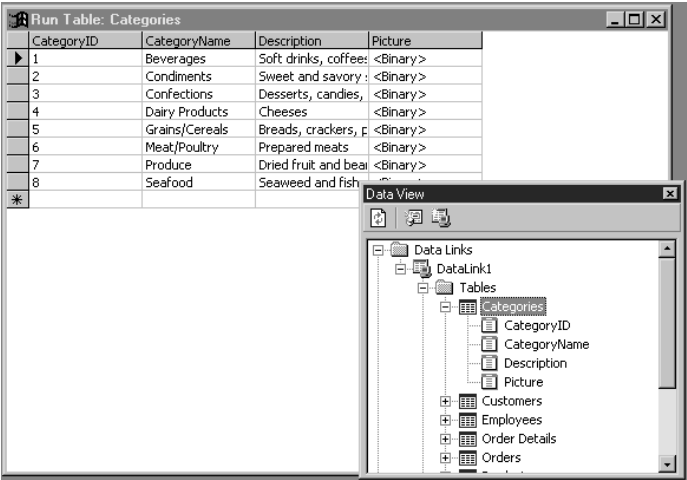 Run Table: Categories
CategoryID CategoryName Description Picture
1 Beverages Soft drinks, coffees <Binary>
2 Condiments Sweet and savory <Binary>
3 Confections Desserts, candies, <Binary>
4 Dairy Products Cheeses <Binary>
5 Grains/Cereals Breads, crackers, p <Binary>
6 Meat/Poultry Prepared meats <Binary>
7 Produce Dried fruit and bea <Binary>
8 Seafood Seaweed and fish
Data View
Data Links
DataLink1
Tables
Categories
CategoryID
CategoryName
Description
Picture
Customers
Employees
Order Details
Orders